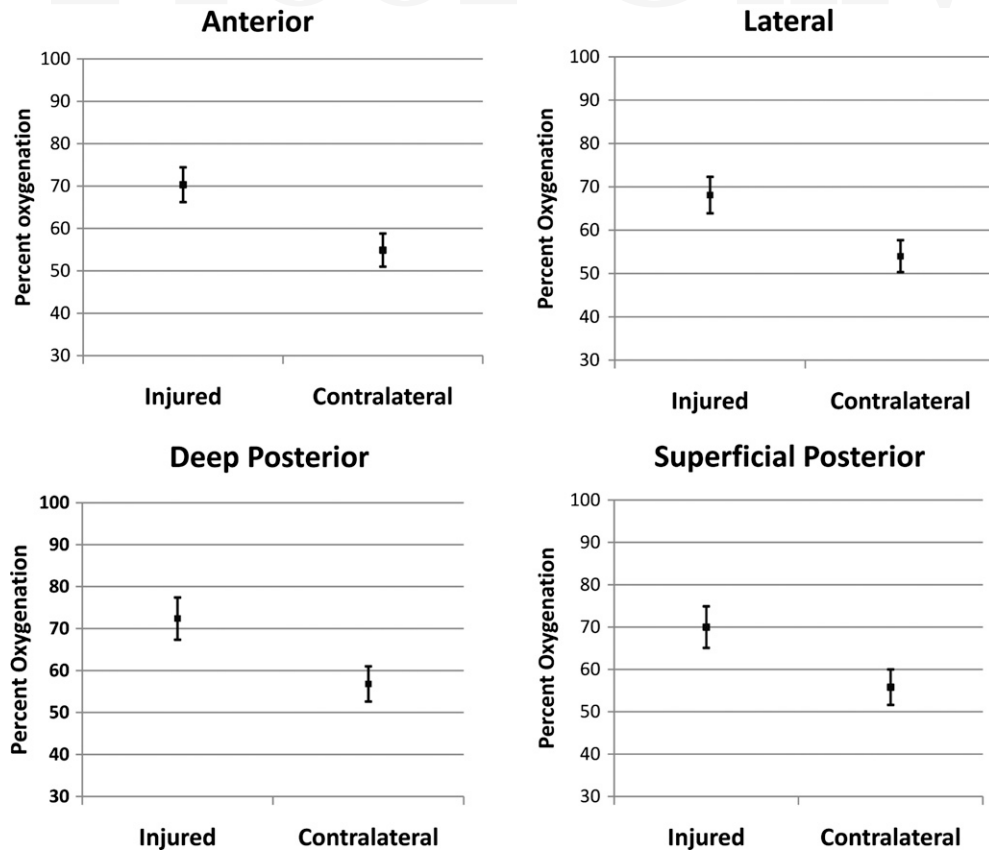 Anterior
Percent oxygenation
100
90
80
70
60
50
40
30
Injured Contralateral
Lateral
Percent Oxygenation
100
90
80
70
60
50
40
30
Injured Contralateral
Deep Posterior
Percent Oxygenation
100
90
80
70
60
50
40
30
Injured Contralateral
Superficial Posterior
Percent Oxygenation
100
90
80
70
60
50
40
30
Injured Contralateral